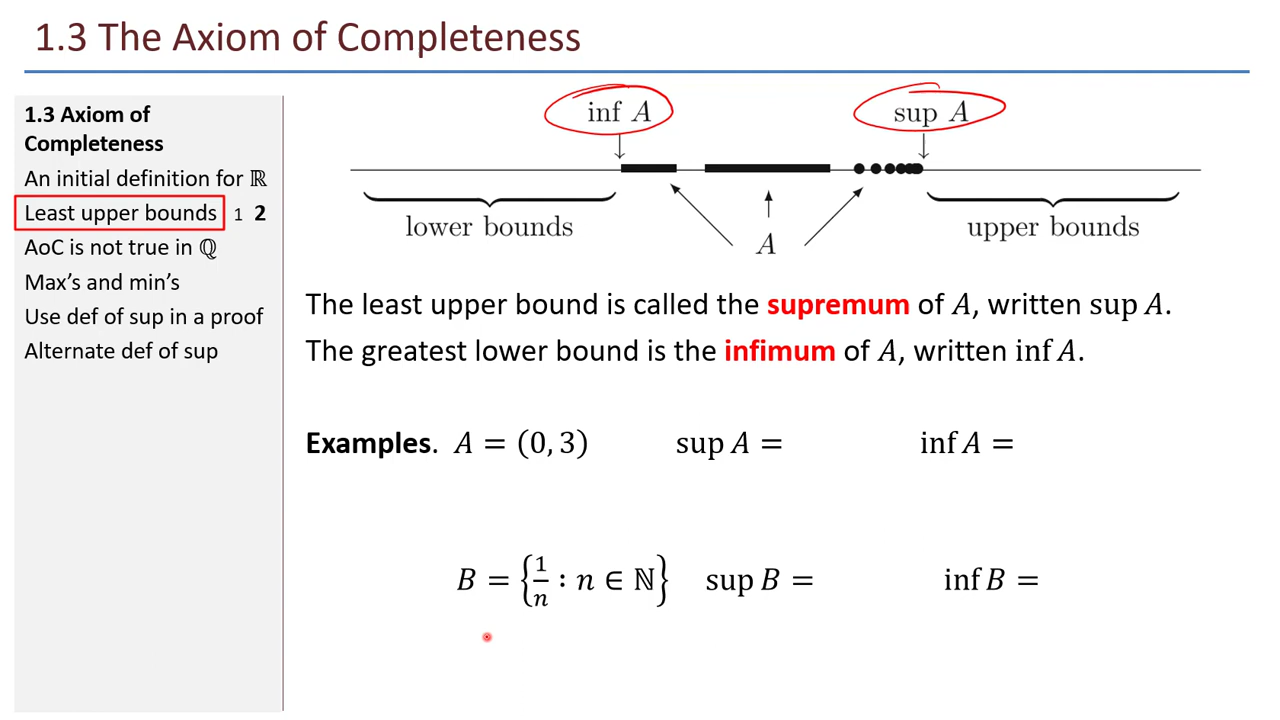 1.3 The Axiom of Completeness
1.3 Axiom of
Completeness
An initial definition for ℝ
Least upper bounds 1 2
AoC is not true in ℚ
Max's and min's
Use def of sup in a proof
Alternate def of sup
inf A
sup A
lower bounds
A
upper bounds
The least upper bound is called the supremum of A, written sup A.
The greatest lower bound is the infimum of A, written inf A.
Examples. A = (0, 3) sup A = inf A =
B = {1/n : n ∈ ℕ} sup B = inf B =